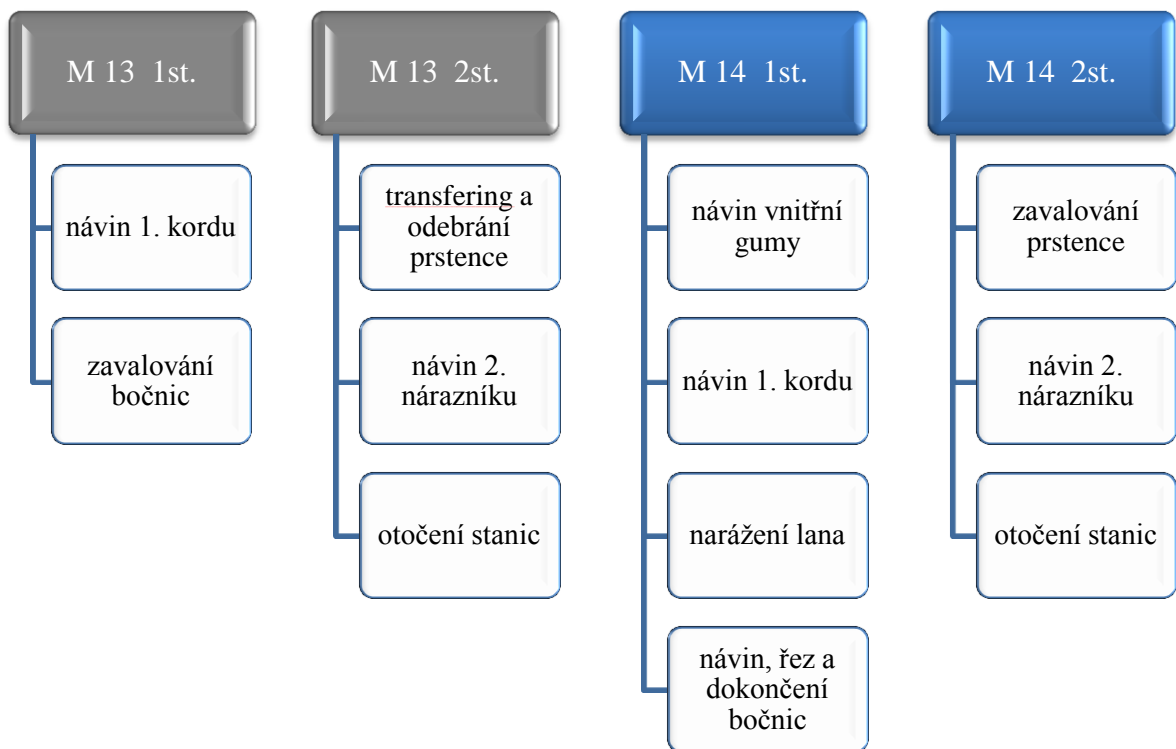 M 13 1st.
návin 1. kordu
zavalování
bočnic
M 13 2st.
transfering a
odebrání
prstence
návin 2.
nárazníku
otočení stanic
M 14 1st.
návin vnitřní
gumy
návin 1. kordu
narážení lana
návin, řez a
dokončení
bočnic
M 14 2st.
zavalování
prstence
návin 2.
nárazníku
otočení stanic